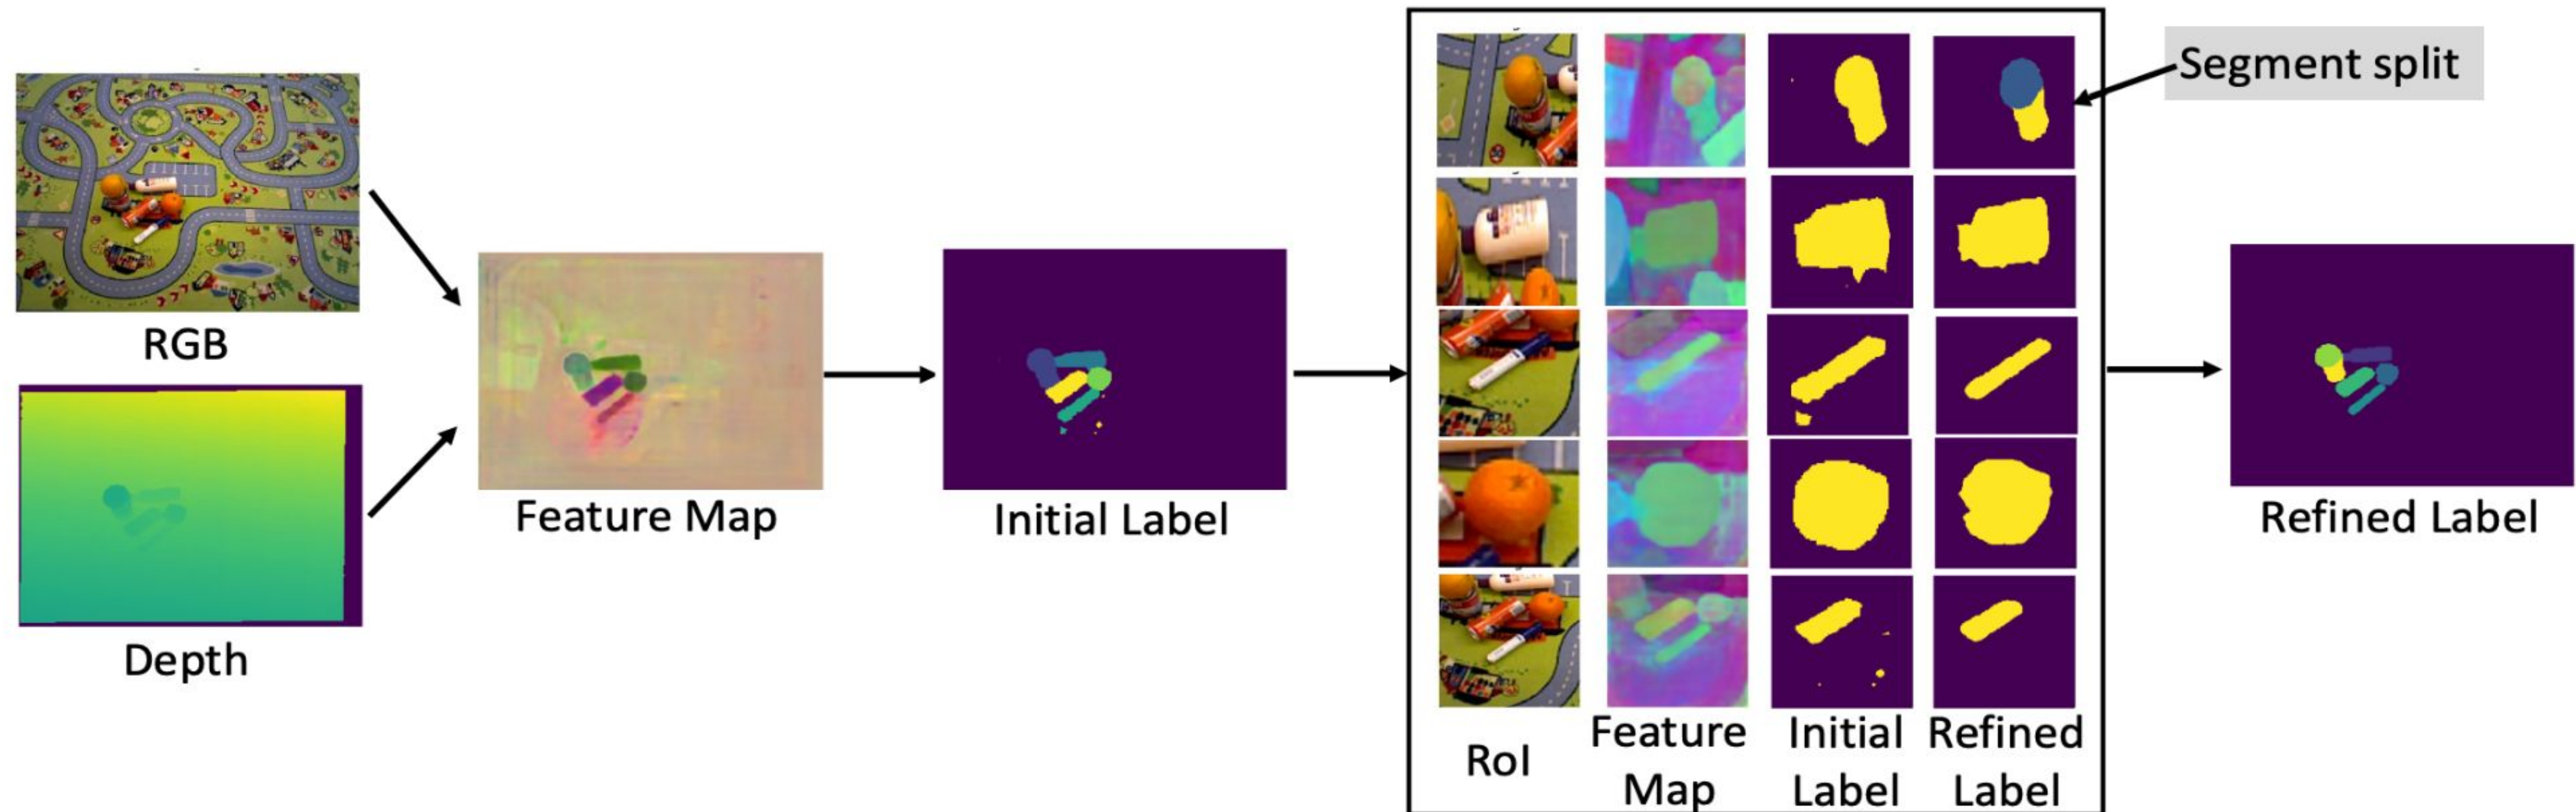 RGB
Depth
Feature Map
Initial Label
RoI
Feature
Map
Initial
Label
Refined
Label
Segment split
Refined Label